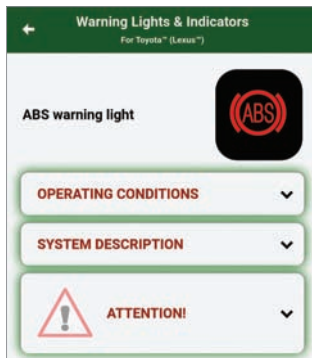 Warning Lights & Indicators
For Toyota™ (Lexus™)
ABS warning light
ABS
OPERATING CONDITIONS
SYSTEM DESCRIPTION
ATTENTION!